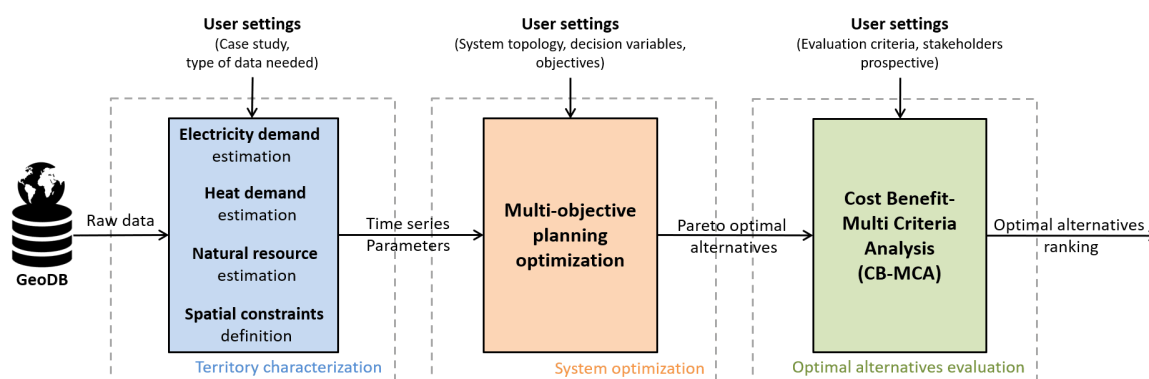 User settings
(Case study,
type of data needed)
User settings
(System topology, decision variables,
objectives)
User settings
(Evaluation criteria, stakeholders
prospective)
GeoDB
Raw data
Electricity demand
estimation
Heat demand
estimation
Natural resource
estimation
Spatial constraints
definition
Territory characterization
Time series
Parameters
Multi-objective
planning
optimization
System optimization
Pareto optimal
alternatives
Cost Benefit-
Multi Criteria
Analysis
(CB-MCA)
Optimal alternatives evaluation
Optimal alternatives
ranking